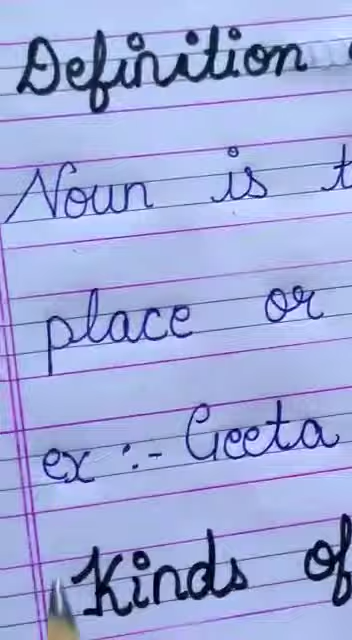 Definition
Noun is
place or
ex :- Geeta
Kinds of